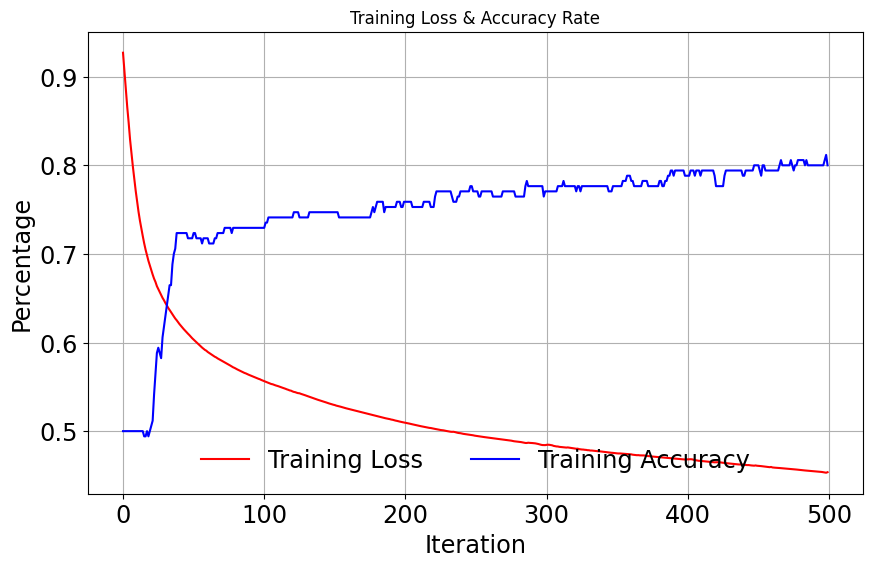 Training Loss & Accuracy Rate
Percentage
0.9
0.8
0.7
0.6
0.5
Training Loss Training Accuracy
0 100 200 300 400 500
Iteration